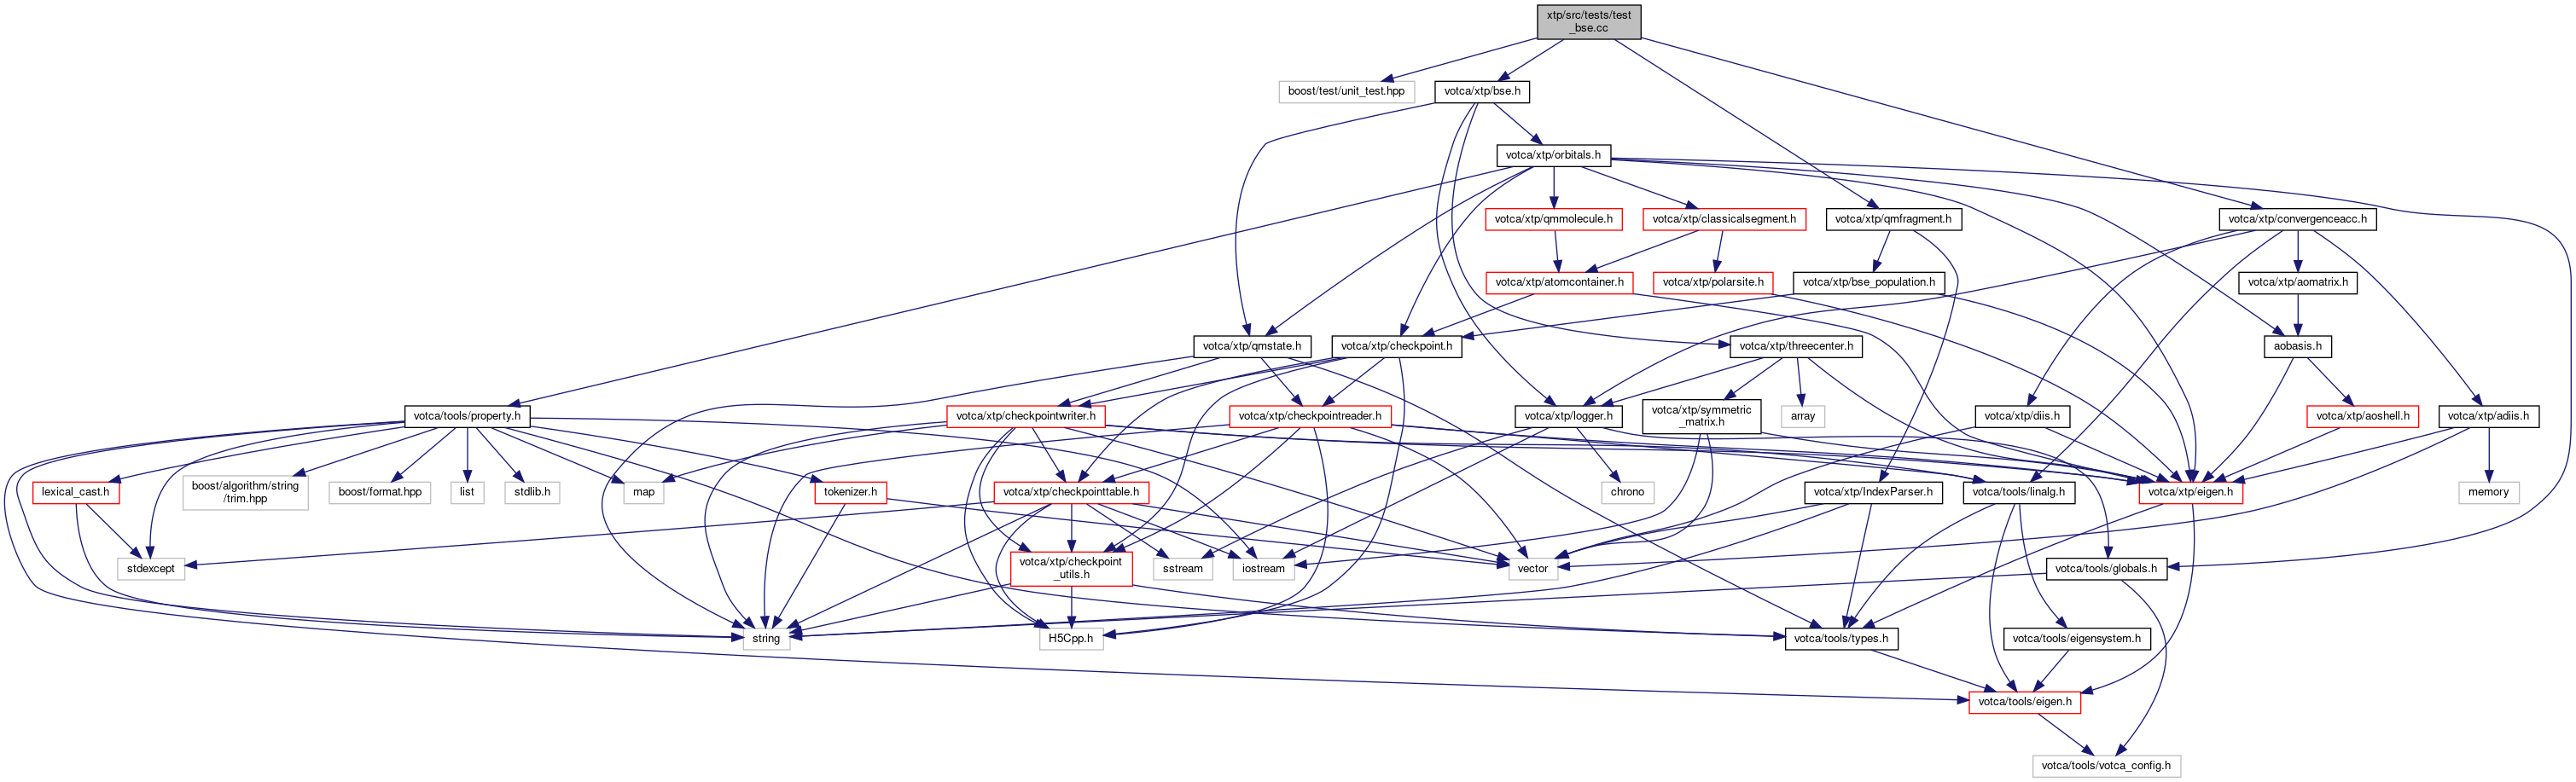 xtp/src/tests/test
_bse.cc
boost/test/unit_test.hpp
votca/xtp/bse.h
votca/xtp/orbitals.h
votca/xtp/qmmolecule.h
votca/xtp/classicalsegment.h
votca/xtp/qmfragment.h
votca/xtp/convergenceacc.h
votca/xtp/atomcontainer.h
votca/xtp/polarsite.h
votca/xtp/bse_population.h
votca/xtp/aomatrix.h
votca/xtp/qmstate.h
votca/xtp/checkpoint.h
votca/xtp/threecenter.h
aobasis.h
votca/tools/property.h
votca/xtp/checkpointwriter.h
votca/xtp/checkpointreader.h
votca/xtp/logger.h
votca/xtp/symmetric
_matrix.h
array
votca/xtp/diis.h
votca/xtp/aoshell.h
votca/xtp/adiis.h
lexical_cast.h
boost/algorithm/string
/trim.hpp
boost/format.hpp
list
stdlib.h
map
tokenizer.h
votca/xtp/checkpointtable.h
chrono
votca/xtp/IndexParser.h
votca/tools/linalg.h
votca/xtp/eigen.h
memory
stdexcept
votca/xtp/checkpoint
_utils.h
sstream
iostream
vector
votca/tools/globals.h
string
H5Cpp.h
votca/tools/types.h
votca/tools/eigensystem.h
votca/tools/eigen.h
votca/tools/votca_config.h